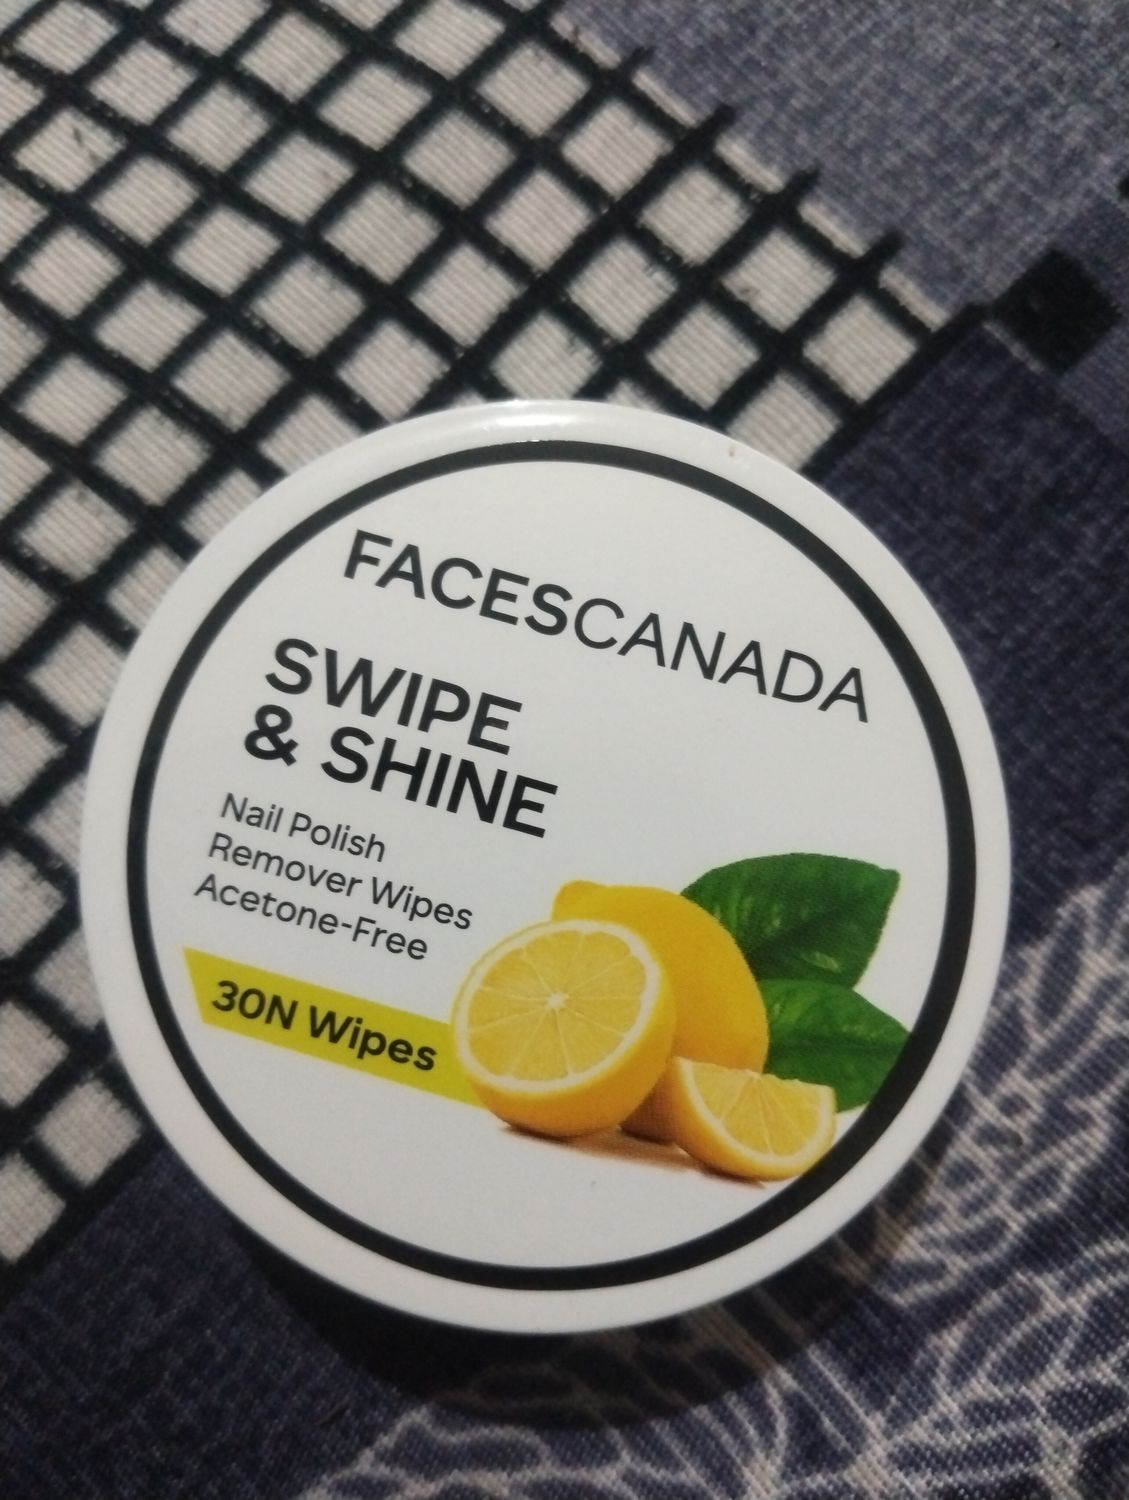 FACESCANADA
SWIPE
& SHINE
Nail Polish
Remover Wipes
Acetone-Free
30N Wipes